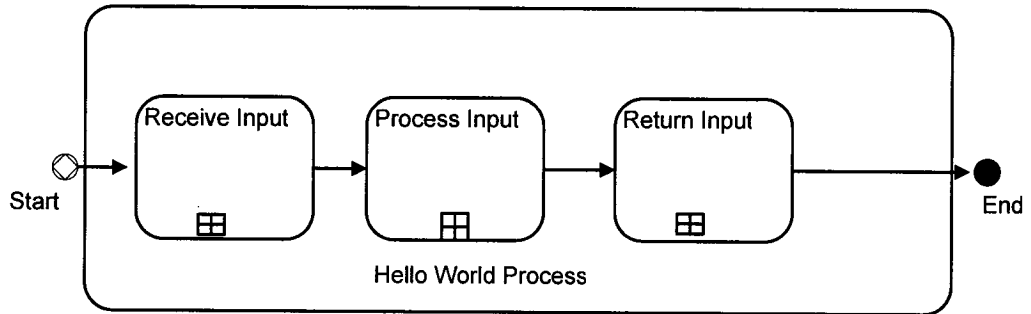 Receive Input
Process Input
Return Input
Start
End
Hello World Process